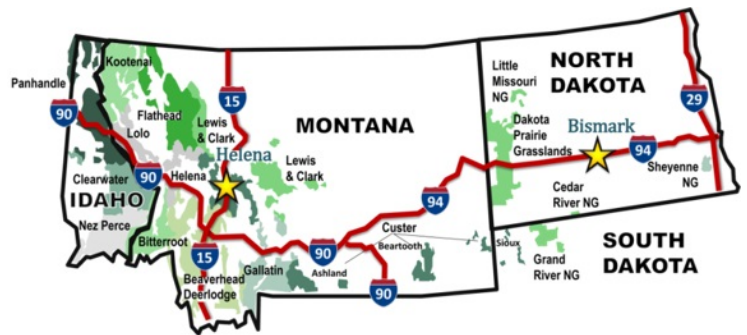 Kootenai
Panhandle
90
Flathead
Lolo
15
Lewis
& Clark
MONTANA
Helena
Lewis
& Clark
Little
Missouri
NG
NORTH
DAKOTA
29
Dakota
Prairie
Grasslands
Bismark
94
Sheyenne
NG
Cedar
River NG
Clearwater
IDAHO
Nez Perce
90
Helena
Bitterroot
15
Beaverhead
Deerlodge
Gallatin
90
Ashland
94
Custer
Beartooth
Sioux
90
Grand
River NG
SOUTH
DAKOTA